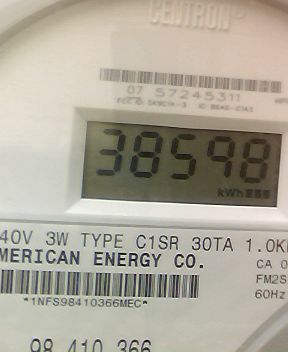 CENTRON
07 57245311
38598
kWh
40V 3W TYPE C1SR 30TA 1.0K
MERICAN ENERGY CO.
CA 0
FM2S
60Hz
*1NFS98410366MEC*
98 410 366